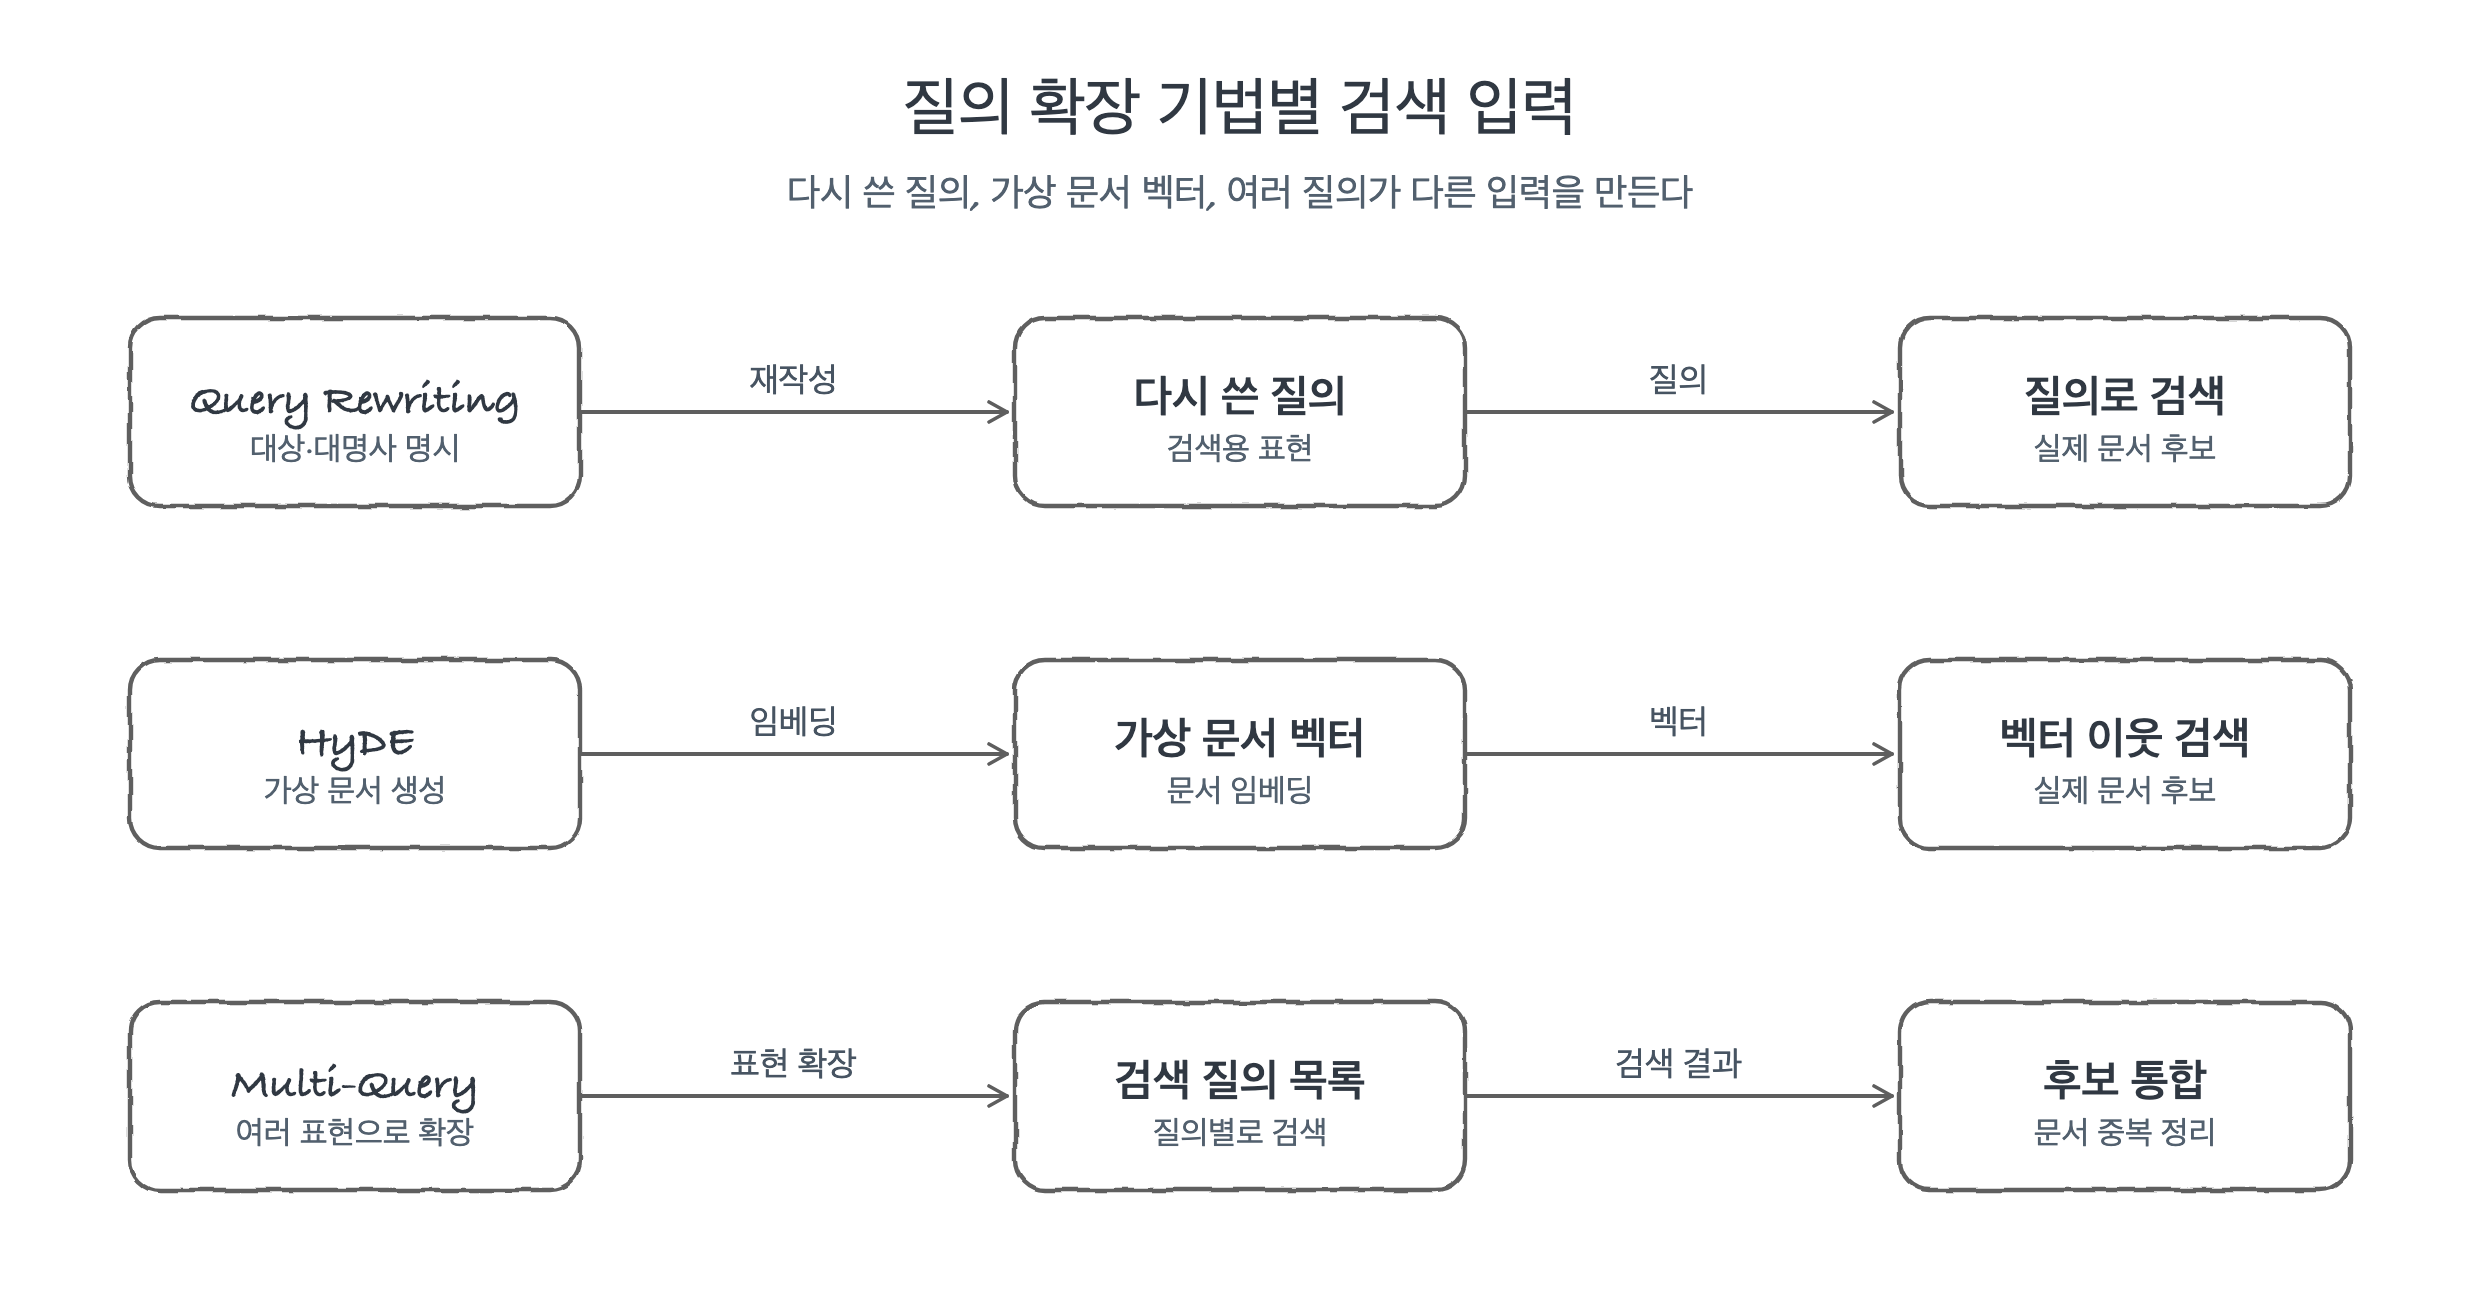 질의 확장 기법별 검색 입력
다시 쓴 질의, 가상 문서 벡터, 여러 질의가 다른 입력을 만든다
Query Rewriting
대상·대명사 명시
재작성
다시 쓴 질의
검색용 표현
질의
질의로 검색
실제 문서 후보
HyDE
가상 문서 생성
임베딩
가상 문서 벡터
문서 임베딩
벡터
벡터 이웃 검색
실제 문서 후보
Multi-Query
여러 표현으로 확장
표현 확장
검색 질의 목록
질의별로 검색
검색 결과
후보 통합
문서 중복 정리